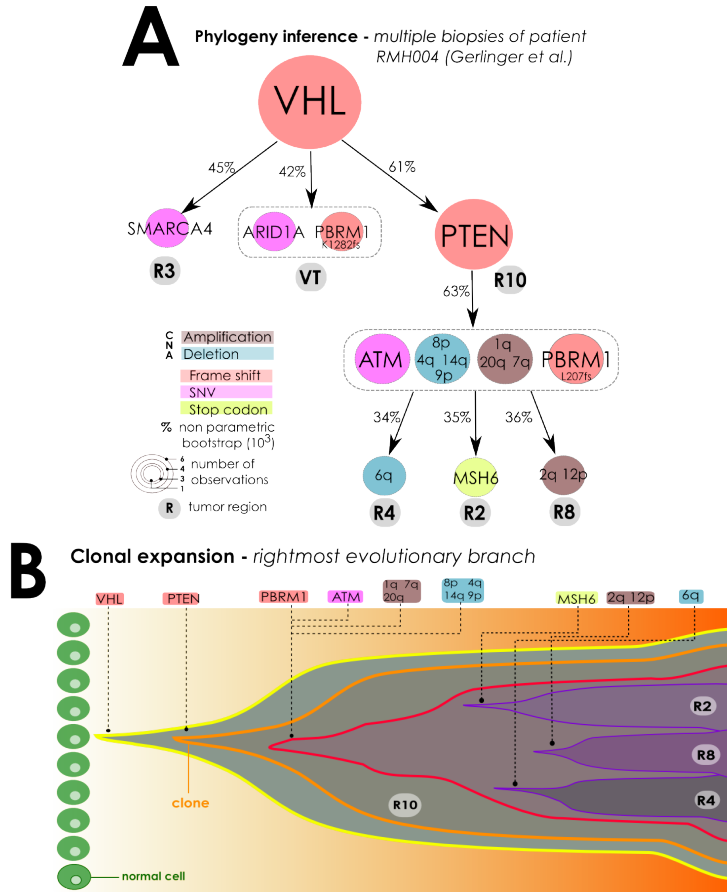 A
Phylogeny inference - multiple biopsies of patient
RMH004 (Gerlinger et al.)
VHL
45%
42%
61%
SMARCA4
ARID1A
PBRM1
K1282fs
PTEN
R3
VT
R10
63%
ATM
8p
4q 14q
9p
1q
20q 7q
PBRM1
L207fs
C
N
A
Amplification
Deletion
Frame shift
SNV
Stop codon
% non parametric
bootstrap (10³)
6
4
3
1
number of
observations
R
tumor region
34%
35%
36%
6q
MSH6
2q 12p
R4
R2
R8
B
Clonal expansion - rightmost evolutionary branch
VHL
PTEN
PBRM1
ATM
1q 7q
20q
8p 4q
14q 9p
MSH6
2q 12p
6q
R2
R8
R4
R10
clone
normal cell